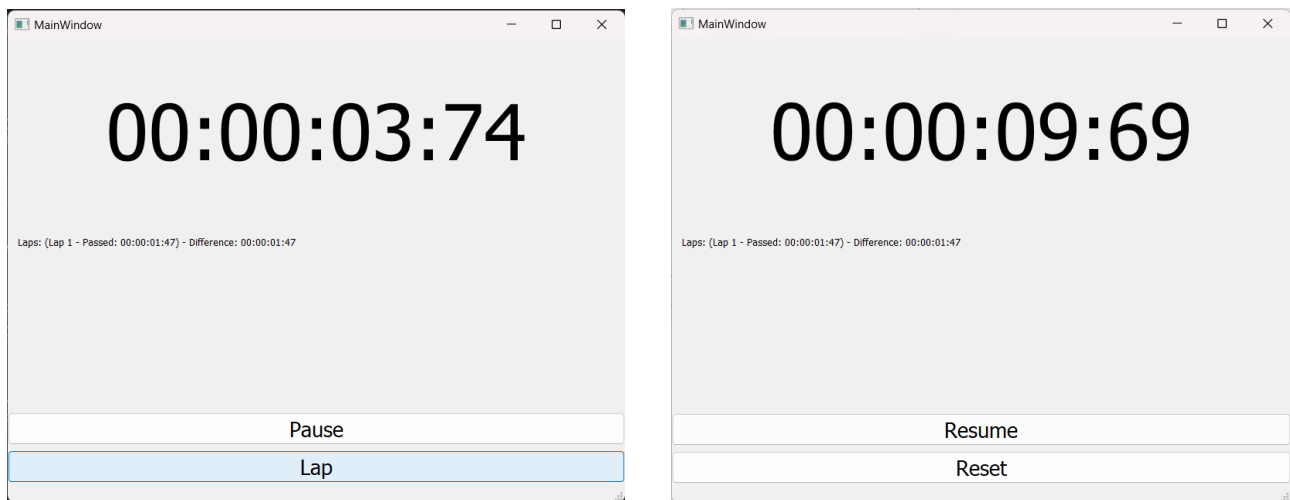 MainWindow
00:00:03:74
Laps: (Lap 1 - Passed: 00:00:01:47) - Difference: 00:00:01:47
Pause
Lap
MainWindow
00:00:09:69
Laps: (Lap 1 - Passed: 00:00:01:47) - Difference: 00:00:01:47
Resume
Reset